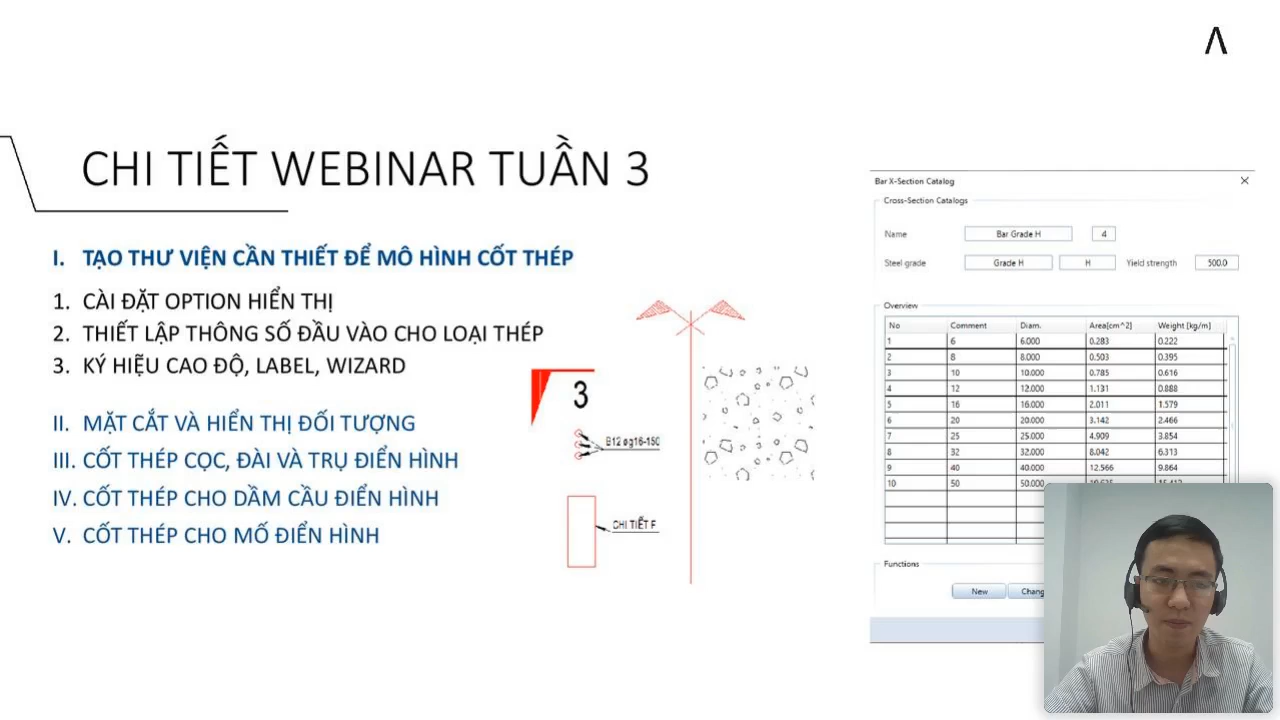 Λ
CHI TIẾT WEBINAR TUẦN 3
I. TẠO THƯ VIỆN CẦN THIẾT ĐỂ MÔ HÌNH CỐT THÉP
1. CÀI ĐẶT OPTION HIỂN THỊ
2. THIẾT LẬP THÔNG SỐ ĐẦU VÀO CHO LOẠI THÉP
3. KÝ HIỆU CAO ĐỘ, LABEL, WIZARD
II. MẶT CẮT VÀ HIỂN THỊ ĐỐI TƯỢNG
III. CỐT THÉP CỌC, ĐÀI VÀ TRỤ ĐIỂN HÌNH
IV. CỐT THÉP CHO DẦM CẦU ĐIỂN HÌNH
V. CỐT THÉP CHO MỐ ĐIỂN HÌNH
3
B12 øg16-150
CHI TIẾT F
Bar X-Section Catalog
Cross-Section Catalogs
Name Bar Grade H 4
Steel grade Grade H H Yield strength 500.0
Overview
No Comment Diam. Area[cm^2] Weight [kg/m]
1 6 6.000 0.283 0.222
2 8 8.000 0.503 0.395
3 10 10.000 0.785 0.616
4 12 12.000 1.131 0.888
5 16 16.000 2.011 1.579
6 20 20.000 3.142 2.466
7 25 25.000 4.909 3.854
8 32 32.000 8.042 6.313
9 40 40.000 12.566 9.864
10 50 50.000
Functions
New Chang